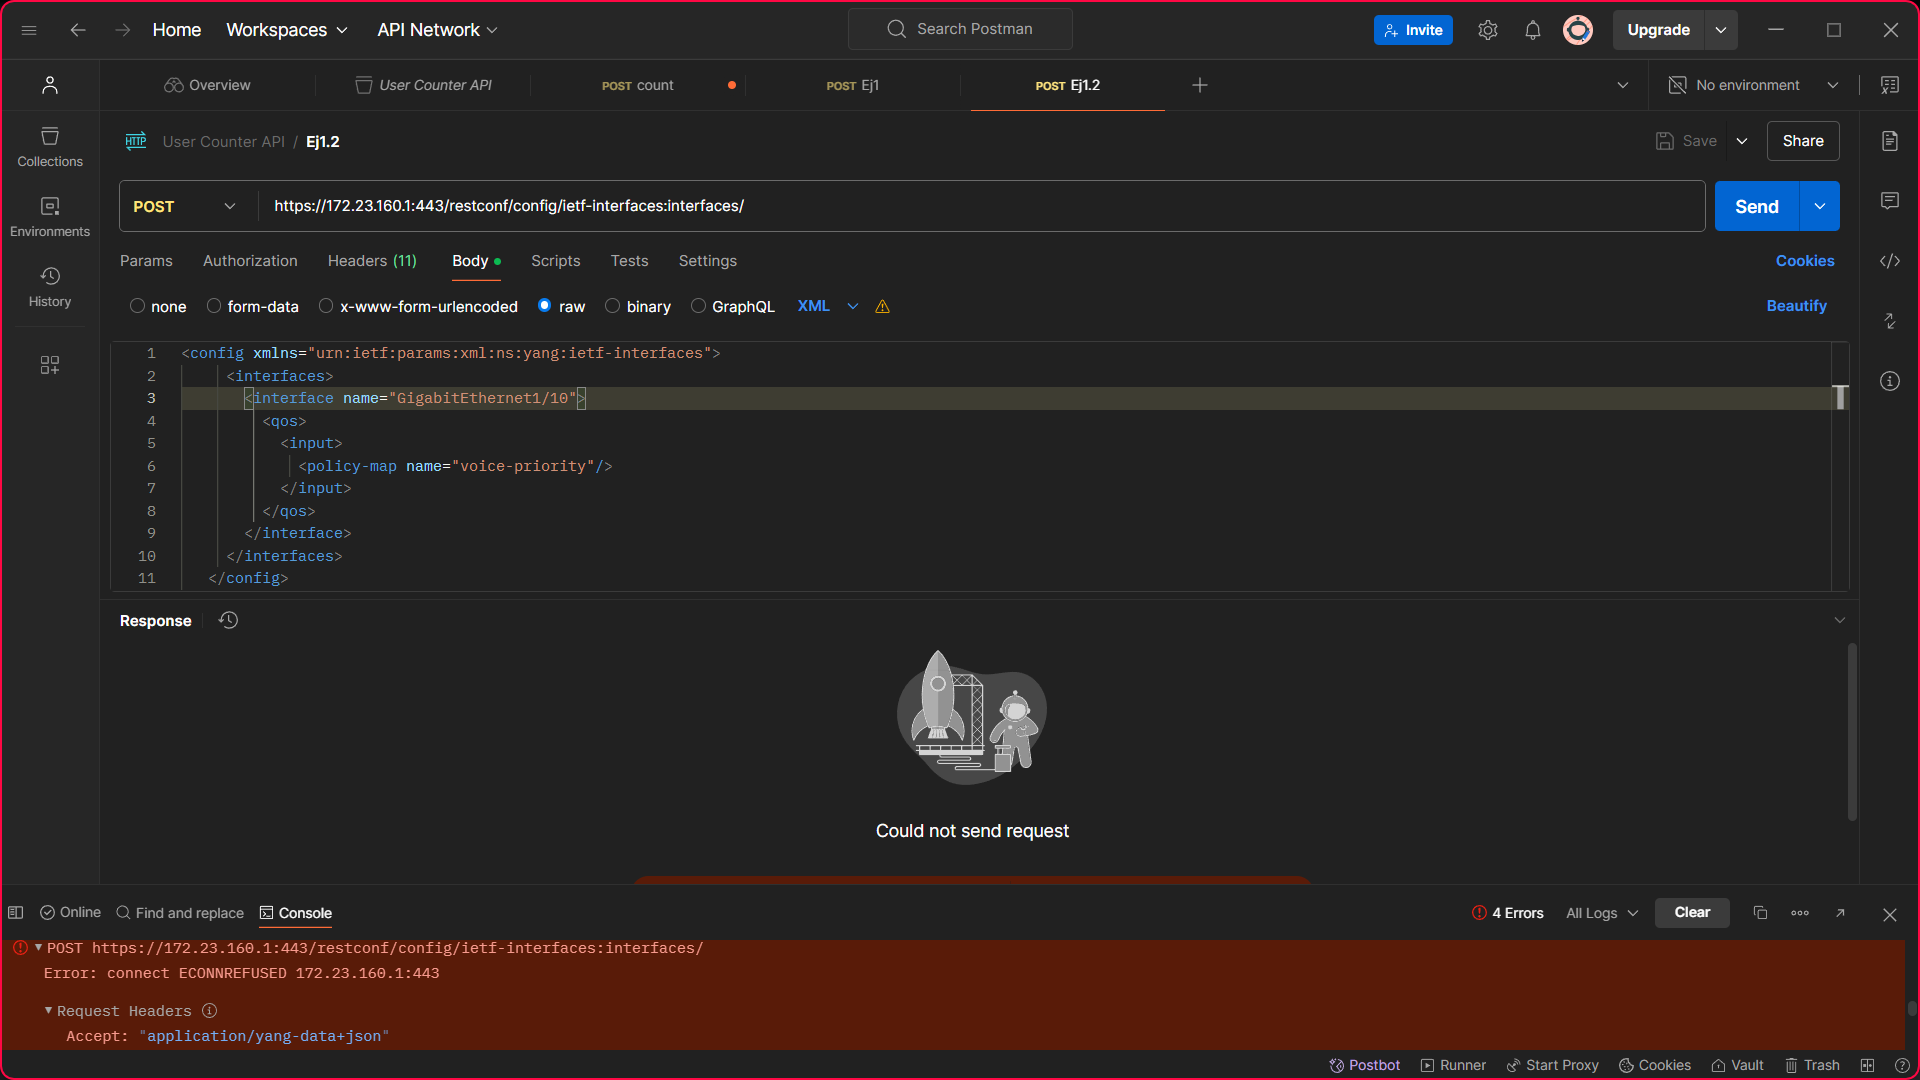 Home Workspaces API Network Search Postman Invite Upgrade
Overview User Counter API POST count POST Ej1 POST Ej1.2 No environment
HTTP User Counter API / Ej1.2 Save Share
Collections
Environments
History
POST https://172.23.160.1:443/restconf/config/ietf-interfaces:interfaces/ Send
Params Authorization Headers (11) Body Scripts Tests Settings Cookies
none form-data x-www-form-urlencoded raw binary GraphQL XML Beautify
1 <config xmlns="urn:ietf:params:xml:ns:yang:ietf-interfaces">
2 <interfaces>
3 <interface name="GigabitEthernet1/10">
4 <qos>
5 <input>
6 <policy-map name="voice-priority"/>
7 </input>
8 </qos>
9 </interface>
10 </interfaces>
11 </config>
Response
Could not send request
Online Find and replace Console 4 Errors All Logs Clear
POST https://172.23.160.1:443/restconf/config/ietf-interfaces:interfaces/
Error: connect ECONNREFUSED 172.23.160.1:443
Request Headers
Accept: "application/yang-data+json"
Postbot Runner Start Proxy Cookies Vault Trash